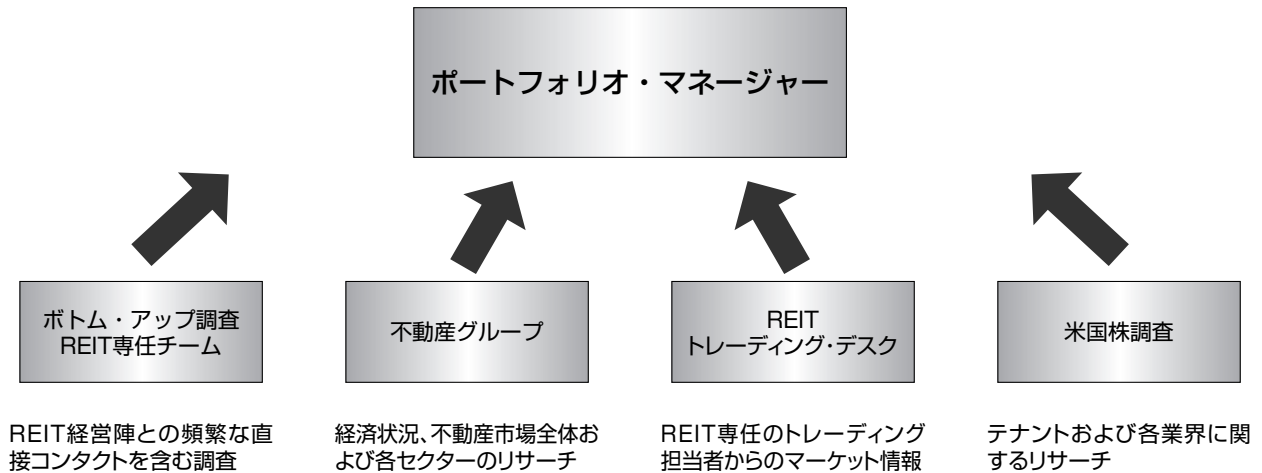 ポートフォリオ・マネージャー
ボトム・アップ調査
REIT専任チーム
不動産グループ
REIT
トレーディング・デスク
米国株調査
REIT経営陣との頻繁な直
接コンタクトを含む調査
経済状況、不動産市場全体お
よび各セクターのリサーチ
REIT専任のトレーディング
担当者からのマーケット情報
テナントおよび各業界に関
するリサーチ